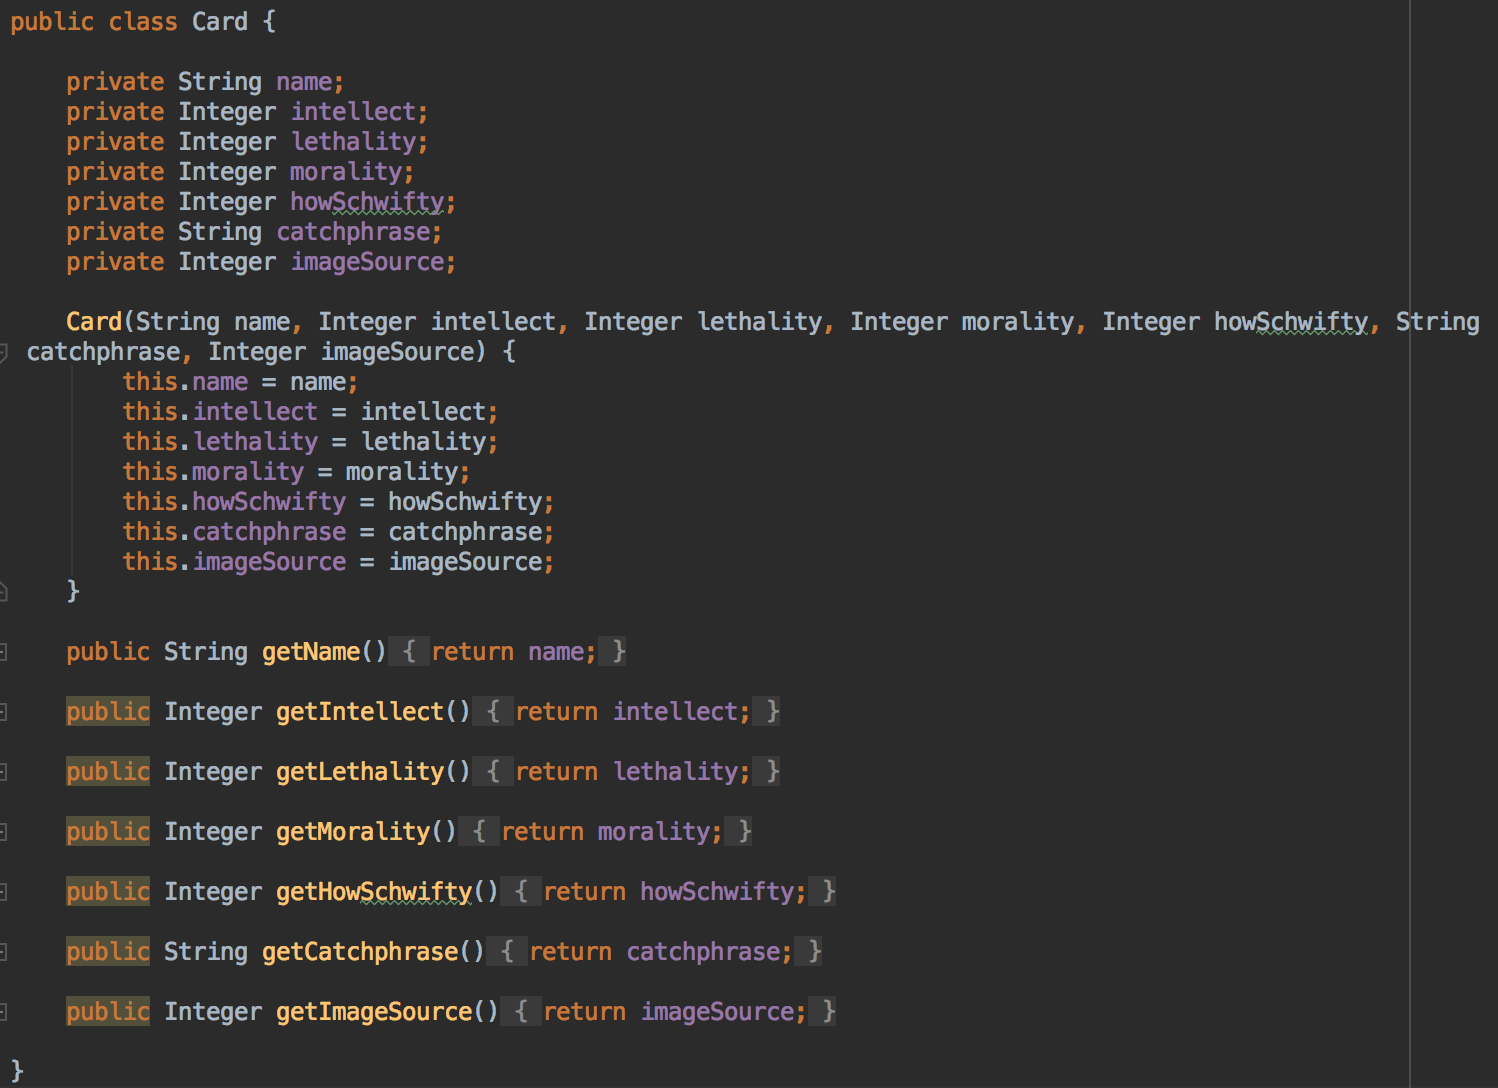 public class Card {
private String name;
private Integer intellect;
private Integer lethality;
private Integer morality;
private Integer howSchwifty;
private String catchphrase;
private Integer imageSource;
Card(String name, Integer intellect, Integer lethality, Integer morality, Integer howSchwifty, String
catchphrase, Integer imageSource) {
this.name = name;
this.intellect = intellect;
this.lethality = lethality;
this.morality = morality;
this.howSchwifty = howSchwifty;
this.catchphrase = catchphrase;
this.imageSource = imageSource;
}
public String getName() { return name; }
public Integer getIntellect() { return intellect; }
public Integer getLethality() { return lethality; }
public Integer getMorality() { return morality; }
public Integer getHowSchwifty() { return howSchwifty; }
public String getCatchphrase() { return catchphrase; }
public Integer getImageSource() { return imageSource; }
}